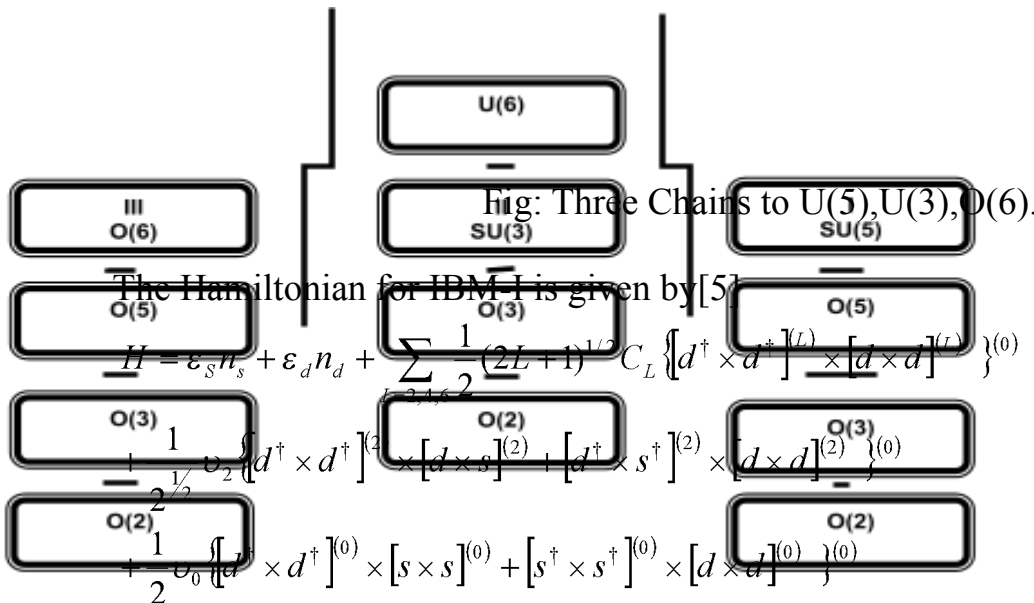 U(6)
III
O(6)
SU(3)
SU(5)
Fig: Three Chains to U(5),U(3),O(6).
O(5)
O(3)
O(5)
The Hamiltonian for IBM-I is given by[5]
H = ε_S n_s + ε_d n_d + ∑_{L=2,4,6} 1/2 (2L+1)^{1/2} C_L {[d† × d†]^(L) × [d × d]^(L) }^(0)
O(3)
O(2)
O(3)
+ 1/2^{1/2} υ_2 {[d† × d†]^(2) × [d × s]^(2) + [d† × s†]^(2) × [d × d]^(2) }^(0)
O(2)
O(2)
+ 1/2 υ_0 {[d† × d†]^(0) × [s × s]^(0) + [s† × s†]^(0) × [d × d]^(0) }^(0)